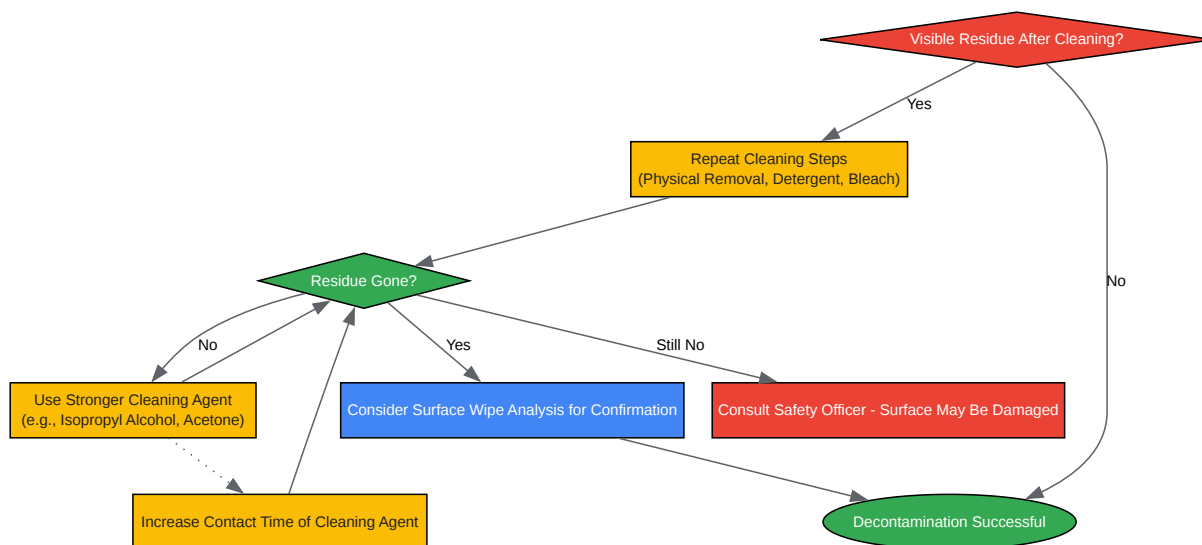 Visible Residue After Cleaning?
Yes
Repeat Cleaning Steps
(Physical Removal, Detergent, Bleach)
Residue Gone?
No
No
Yes
Still No
Use Stronger Cleaning Agent
(e.g., Isopropyl Alcohol, Acetone)
Consider Surface Wipe Analysis for Confirmation
Consult Safety Officer - Surface May Be Damaged
Increase Contact Time of Cleaning Agent
Decontamination Successful